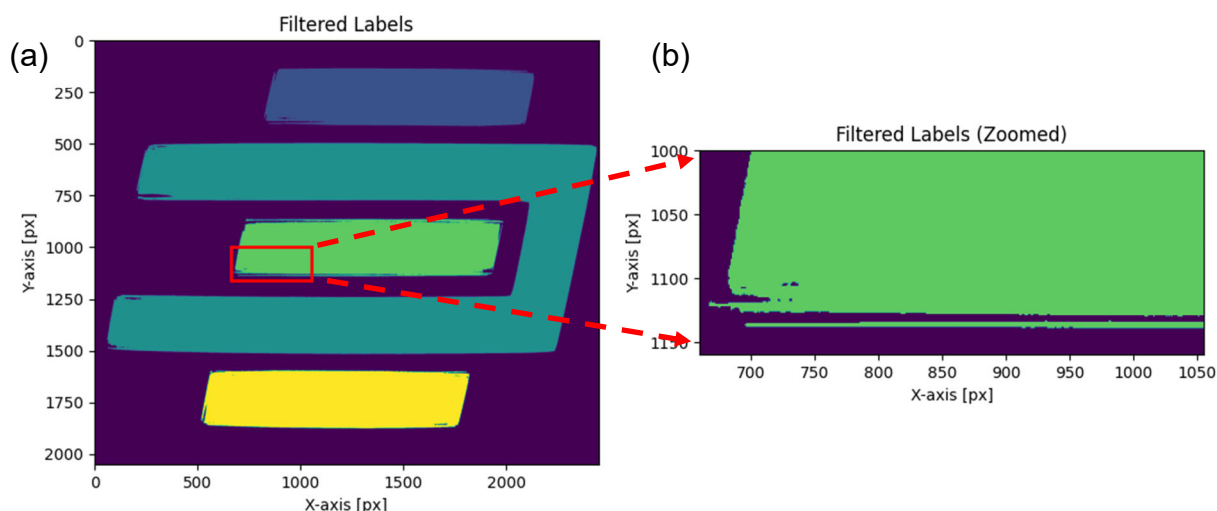 (a)
Filtered Labels
0
250
500
750
1000
1250
1500
1750
2000
Y-axis [px]
0 500 1000 1500 2000
X-axis [px]
(b)
Filtered Labels (Zoomed)
1000
1050
1100
1150
Y-axis [px]
700 750 800 850 900 950 1000 1050
X-axis [px]